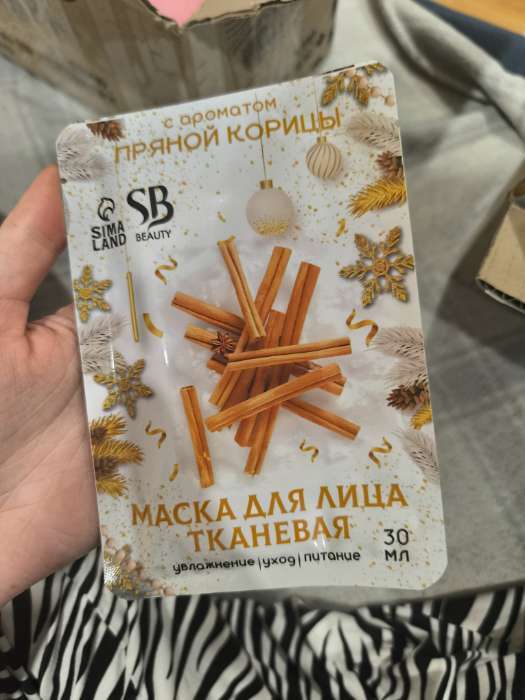 с ароматом
ПРЯНОЙ КОРИЦЫ
SIMA
LAND
SB
BEAUTY
МАСКА ДЛЯ ЛИЦА
ТКАНЕВАЯ
увлажнение|уход|питание
30
МЛ